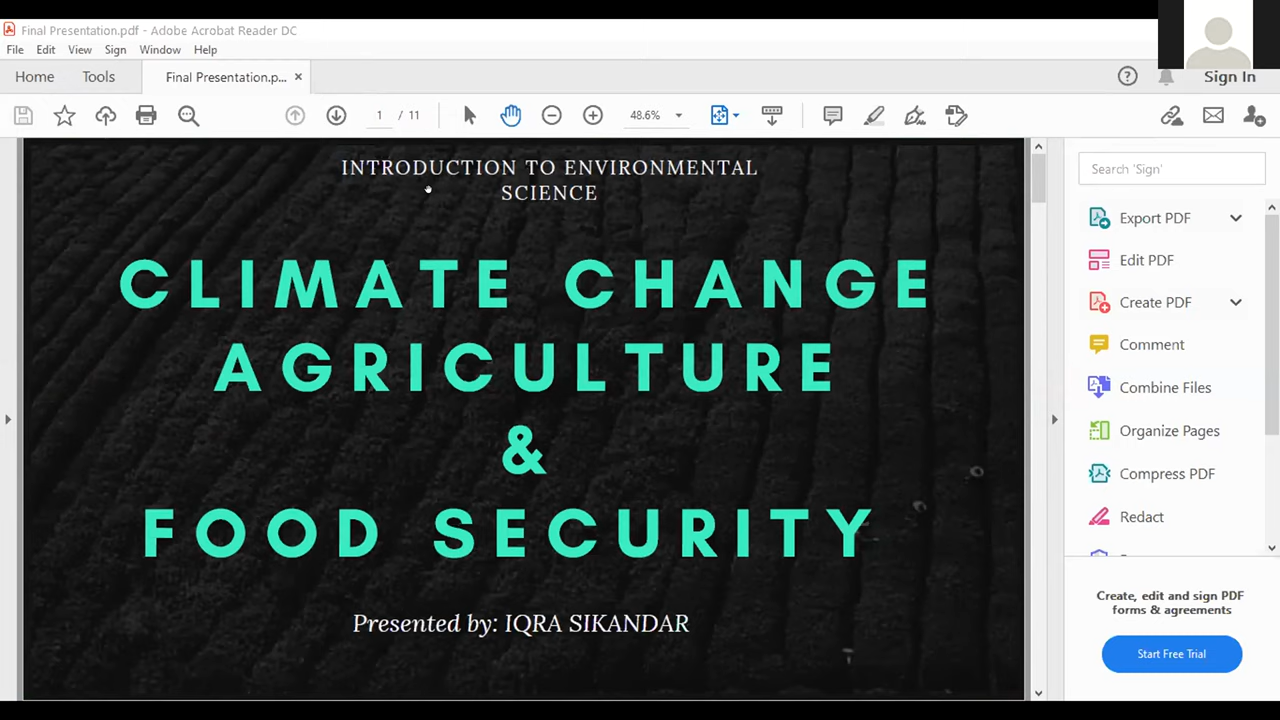 Final Presentation.pdf - Adobe Acrobat Reader DC
File Edit View Sign Window Help
Home Tools Final Presentation.p... × Sign In
1 / 11 48.6%
INTRODUCTION TO ENVIRONMENTAL
SCIENCE
CLIMATE CHANGE
AGRICULTURE
&
FOOD SECURITY
Presented by: IQRA SIKANDAR
Search 'Sign'
Export PDF
Edit PDF
Create PDF
Comment
Combine Files
Organize Pages
Compress PDF
Redact
Create, edit and sign PDF
forms & agreements
Start Free Trial